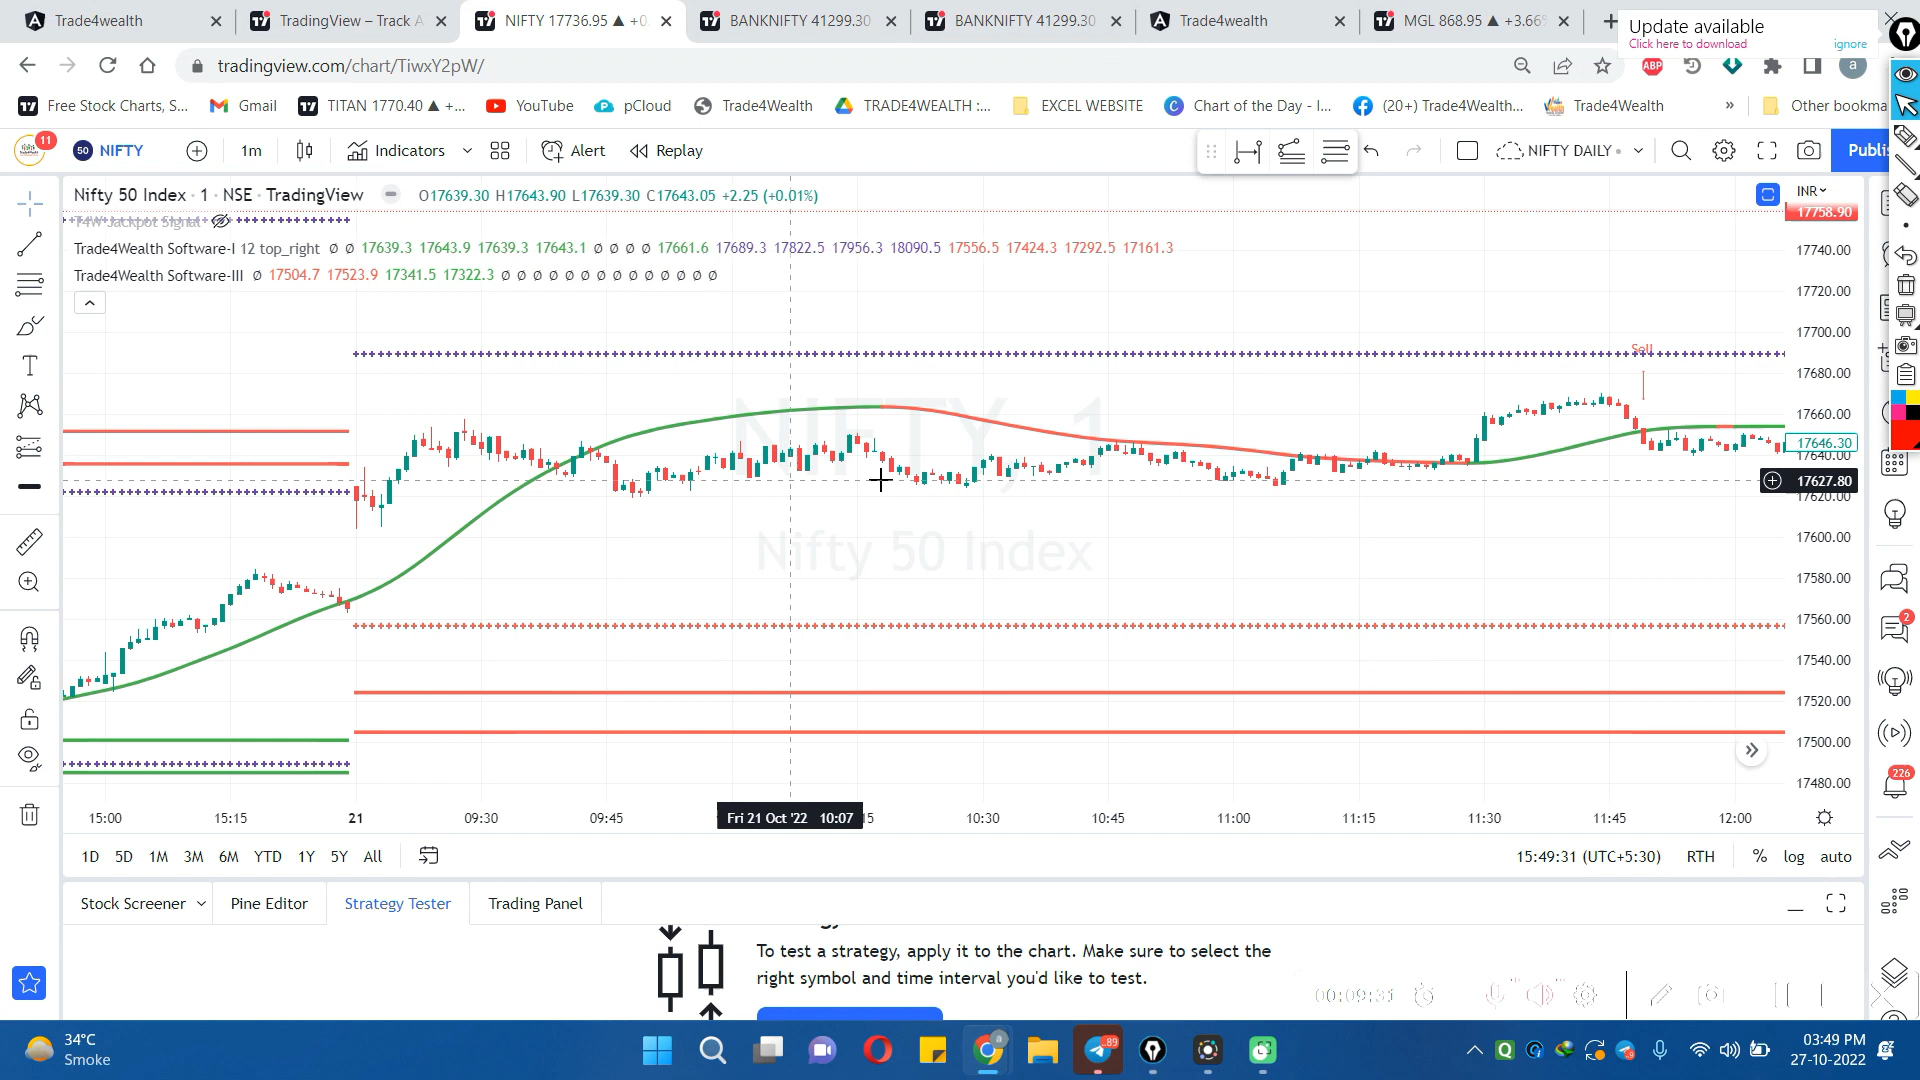 Trade4wealth
TradingView – Track A
NIFTY 17736.95 ▲ +0.
BANKNIFTY 41299.30
BANKNIFTY 41299.30
Trade4wealth
MGL 868.95 ▲ +3.66%
Update available
Click here to download
ignore
tradingview.com/chart/TiwxY2pW/
ABP
a
Free Stock Charts, S...
Gmail
TITAN 1770.40 ▲ +...
YouTube
pCloud
Trade4Wealth
TRADE4WEALTH :...
EXCEL WEBSITE
Chart of the Day - I...
(20+) Trade4Wealth...
Trade4Wealth
»
Other bookma
11
50 NIFTY
1m
Indicators
Alert
Replay
NIFTY DAILY
Publi
Nifty 50 Index · 1 · NSE · TradingView
O17639.30 H17643.90 L17639.30 C17643.05 +2.25 (+0.01%)
INR
T4W Jackpot Signal
Trade4Wealth Software-I 12 top_right ∅ ∅ 17639.3 17643.9 17639.3 17643.1 ∅ ∅ ∅ ∅ 17661.6 17689.3 17822.5 17956.3 18090.5 17556.5 17424.3 17292.5 17161.3
Trade4Wealth Software-III ∅ 17504.7 17523.9 17341.5 17322.3 ∅ ∅ ∅ ∅ ∅ ∅ ∅ ∅ ∅ ∅ ∅ ∅ ∅ ∅
17758.90
17740.00
17720.00
17700.00
17680.00
17660.00
17646.30
17640.00
17627.80
17620.00
17600.00
17580.00
17560.00
17540.00
17520.00
17500.00
17480.00
Sell
NIFTY, 1
Nifty 50 Index
15:00
15:15
21
09:30
09:45
Fri 21 Oct '22 10:07
15
10:30
10:45
11:00
11:15
11:30
11:45
12:00
1D 5D 1M 3M 6M YTD 1Y 5Y All
15:49:31 (UTC+5:30)
RTH
% log auto
2
226
Stock Screener
Pine Editor
Strategy Tester
Trading Panel
To test a strategy, apply it to the chart. Make sure to select the
right symbol and time interval you'd like to test.
00:09:31
34°C
Smoke
89
03:49 PM
27-10-2022